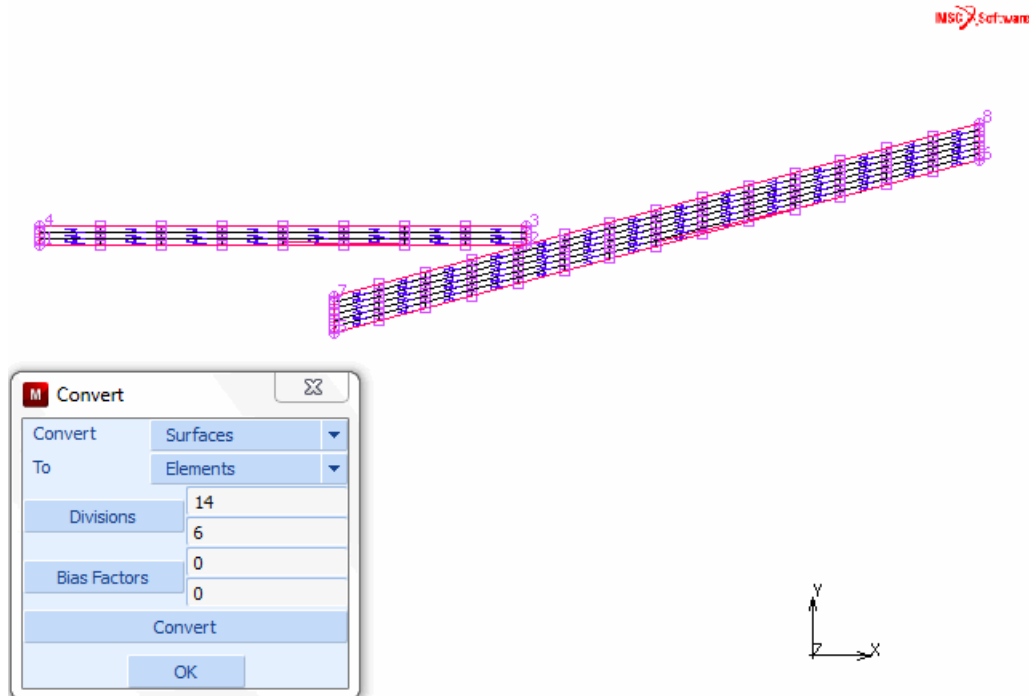 MSC Software
8
5
4
3
7
M Convert
Convert Surfaces
To Elements
Divisions 14
6
Bias Factors 0
0
Convert
OK
Y
Z X